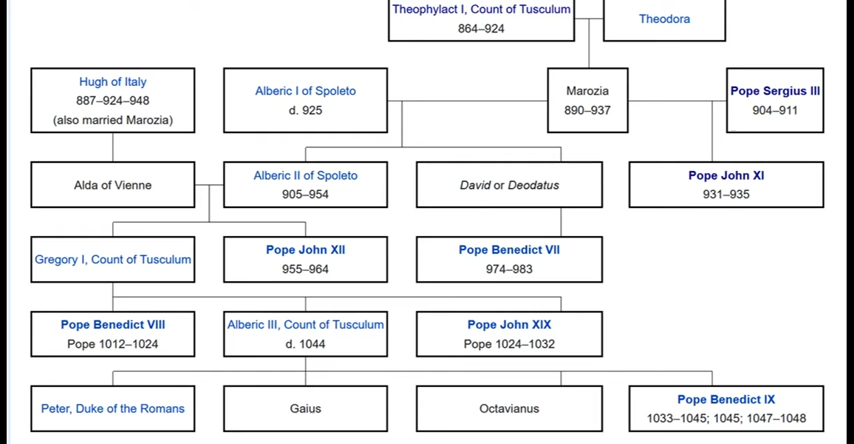 Theophylact I, Count of Tusculum
864–924
Theodora
Hugh of Italy
887–924–948
(also married Marozia)
Alberic I of Spoleto
d. 925
Marozia
890–937
Pope Sergius III
904–911
Alda of Vienne
Alberic II of Spoleto
905–954
David or Deodatus
Pope John XI
931–935
Gregory I, Count of Tusculum
Pope John XII
955–964
Pope Benedict VII
974–983
Pope Benedict VIII
Pope 1012–1024
Alberic III, Count of Tusculum
d. 1044
Pope John XIX
Pope 1024–1032
Peter, Duke of the Romans
Gaius
Octavianus
Pope Benedict IX
1033–1045; 1045; 1047–1048